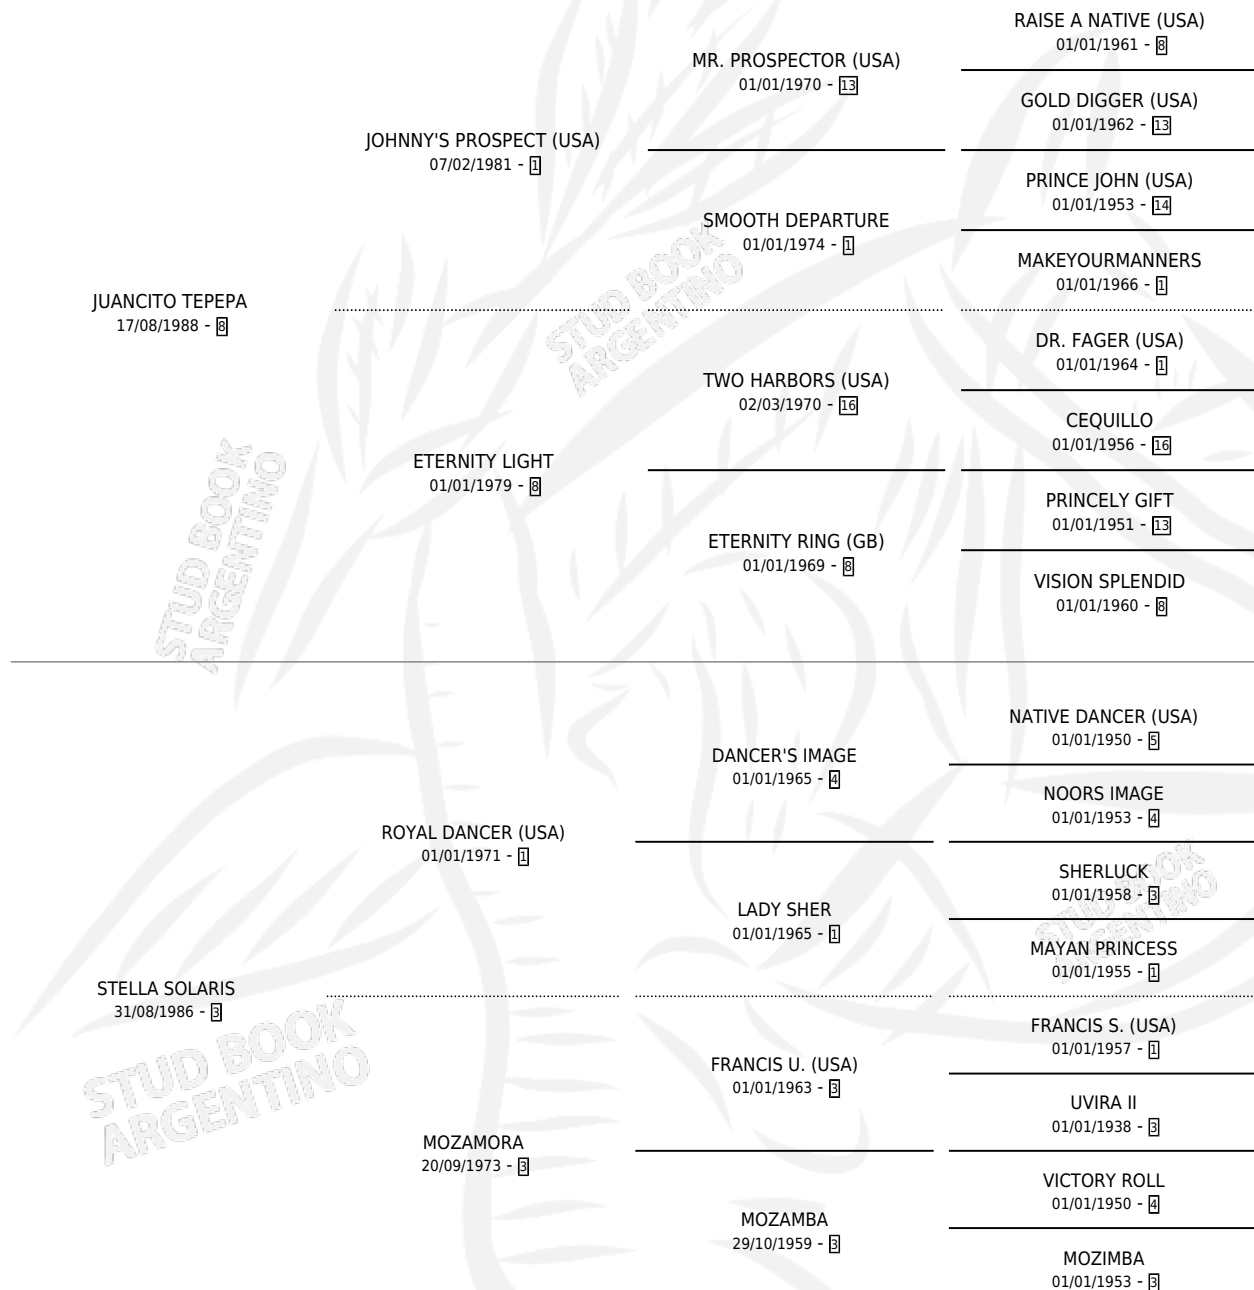 RAISE A NATIVE (USA)
01/01/1961 - 8
MR. PROSPECTOR (USA)
01/01/1970 - 13
GOLD DIGGER (USA)
01/01/1962 - 13
JOHNNY'S PROSPECT (USA)
07/02/1981 - 1
PRINCE JOHN (USA)
01/01/1953 - 14
SMOOTH DEPARTURE
01/01/1974 - 1
MAKEYOURMANNERS
01/01/1966 - 1
JUANCITO TEPEPA
17/08/1988 - 8
DR. FAGER (USA)
01/01/1964 - 1
TWO HARBORS (USA)
02/03/1970 - 16
CEQUILLO
01/01/1956 - 16
ETERNITY LIGHT
01/01/1979 - 8
PRINCELY GIFT
01/01/1951 - 13
ETERNITY RING (GB)
01/01/1969 - 8
VISION SPLENDID
01/01/1960 - 8
NATIVE DANCER (USA)
01/01/1950 - 5
DANCER'S IMAGE
01/01/1965 - 4
NOORS IMAGE
01/01/1953 - 4
ROYAL DANCER (USA)
01/01/1971 - 1
SHERLUCK
01/01/1958 - 3
LADY SHER
01/01/1965 - 1
MAYAN PRINCESS
01/01/1955 - 1
STELLA SOLARIS
31/08/1986 - 3
FRANCIS S. (USA)
01/01/1957 - 1
FRANCIS U. (USA)
01/01/1963 - 3
UVIRA II
01/01/1938 - 3
MOZAMORA
20/09/1973 - 3
VICTORY ROLL
01/01/1950 - 4
MOZAMBA
29/10/1959 - 3
MOZIMBA
01/01/1953 - 3
STUD BOOK
ARGENTINO
STUD BOOK
ARGENTINO
STUD BOOK
ARGENTINO
STUD BOOK
ARGENTINO